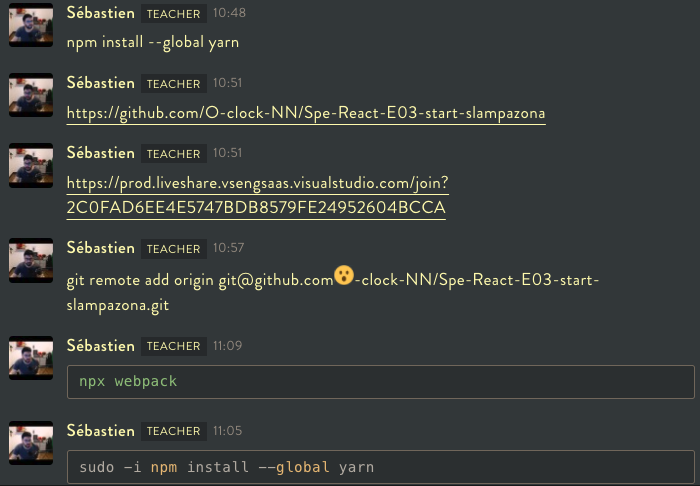 Sébastien TEACHER 10:48
npm install --global yarn
Sébastien TEACHER 10:51
https://github.com/O-clock-NN/Spe-React-E03-start-slampazona
Sébastien TEACHER 10:51
https://prod.liveshare.vsengsaas.visualstudio.com/join?
2C0FAD6EE4E5747BDB8579FE24952604BCCA
Sébastien TEACHER 10:57
git remote add origin git@github.com😮-clock-NN/Spe-React-E03-start-
slampazona.git
Sébastien TEACHER 11:09
npx webpack
Sébastien TEACHER 11:05
sudo -i npm install --global yarn